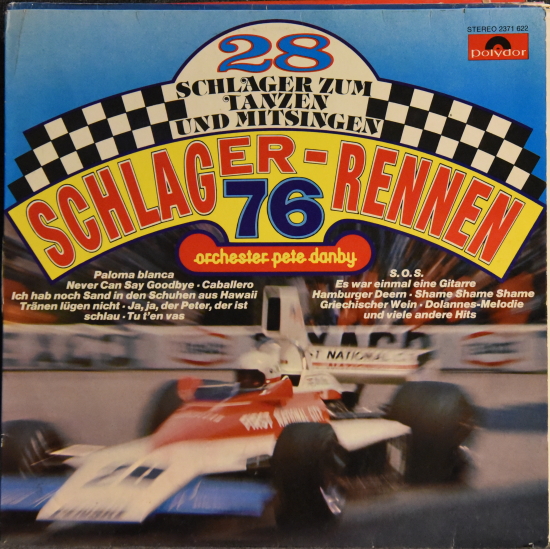 STEREO 2371 622
polydor
28
SCHLAGER ZUM
TANZEN
UND MITSINGEN
SCHLAGER-RENNEN
76
orchester pete danby
Paloma blanca
Never Can Say Goodbye · Caballero
Ich hab noch Sand in den Schuhen aus Hawaii
Tränen lügen nicht · Ja, ja, der Peter, der ist
schlau · Tu t'en vas
S.O.S.
Es war einmal eine Gitarre
Hamburger Deern · Shame Shame Shame
Griechischer Wein · Dolannes-Melodie
und viele andere Hits
NATIONAL